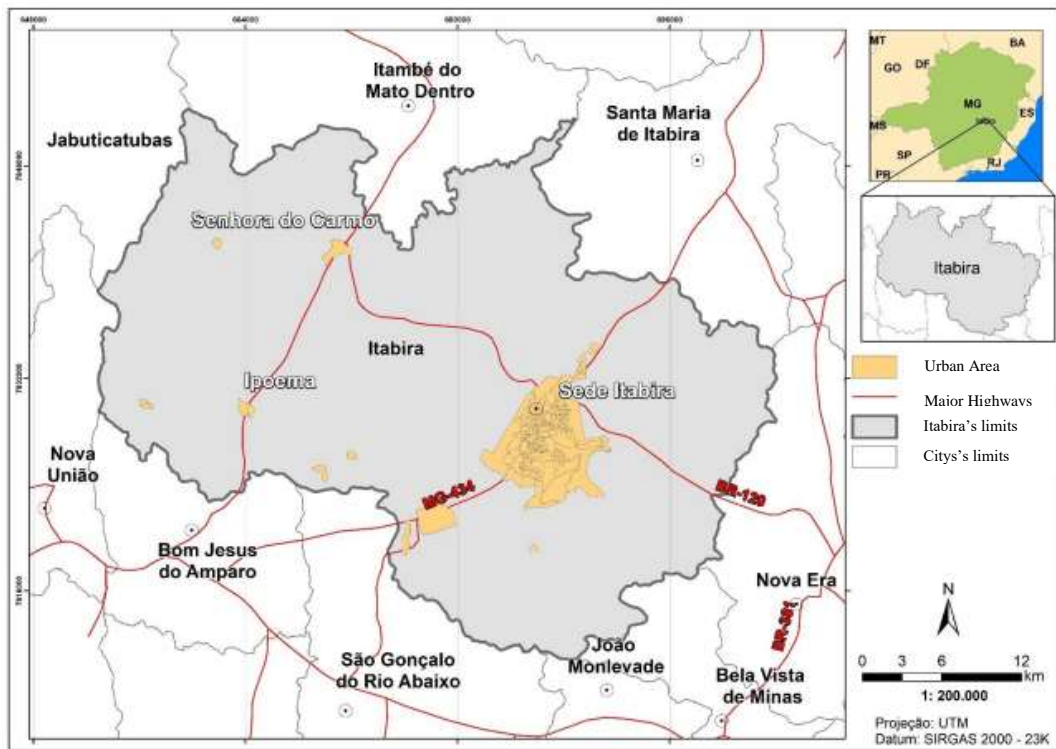 Itambé do
Mato Dentro
Jabuticatubas
Santa Maria
de Itabira
Senhora do Carmo
Itabira
Ipoema
Sede Itabira
Nova
União
MG-434
BR-120
Bom Jesus
do Amparo
Nova Era
São Gonçalo
do Rio Abaixo
João
Monlevade
Bela Vista
de Minas
MT
BA
GO
DF
MG
ES
MS
SP
RJ
PR
Itabira
Urban Area
Maior Highways
Itabira's limits
Citys's limits
N
0 3 6 12
km
1: 200.000
Projeção: UTM
Datum: SIRGAS 2000 - 23K